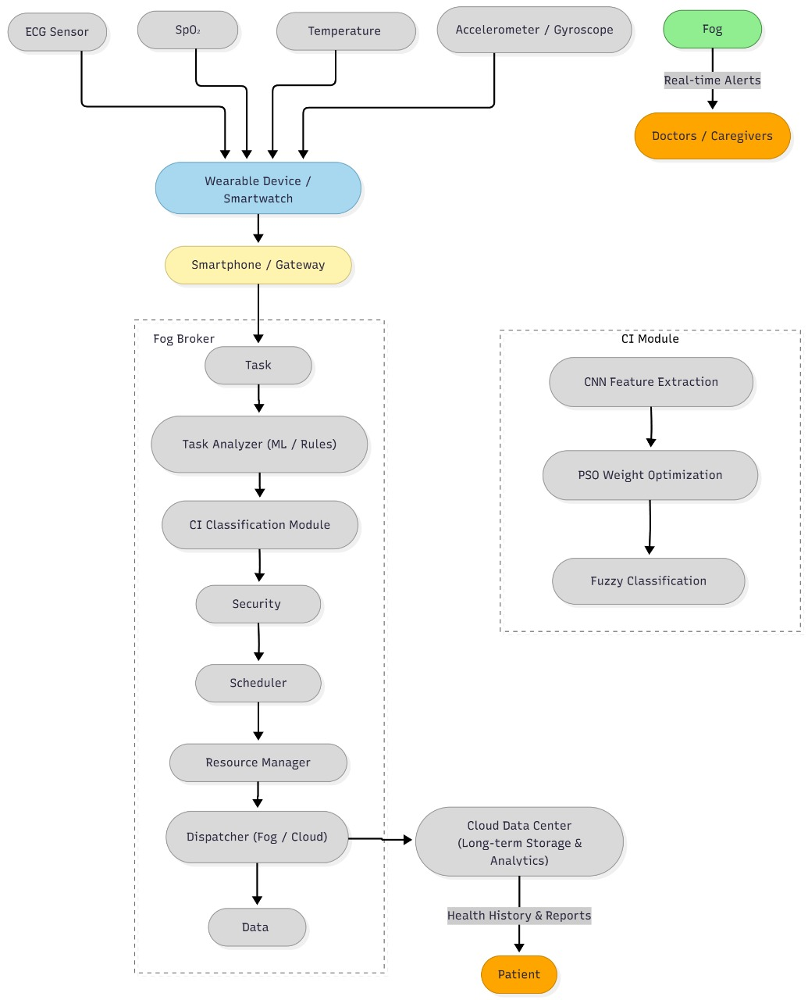 ECG Sensor
SpO₂
Temperature
Accelerometer / Gyroscope
Fog
Real-time Alerts
Doctors / Caregivers
Wearable Device /
Smartwatch
Smartphone / Gateway
Fog Broker
Task
Task Analyzer (ML / Rules)
CI Classification Module
Security
Scheduler
Resource Manager
Dispatcher (Fog / Cloud)
Data
CI Module
CNN Feature Extraction
PSO Weight Optimization
Fuzzy Classification
Cloud Data Center
(Long-term Storage &
Analytics)
Health History & Reports
Patient